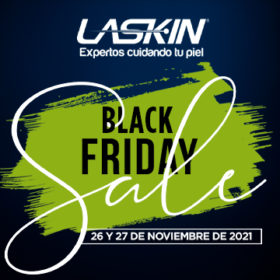 LASKIN
Expertos cuidando tu piel
BLACK
FRIDAY
Sale
26 Y 27 DE NOVIEMBRE DE 2021